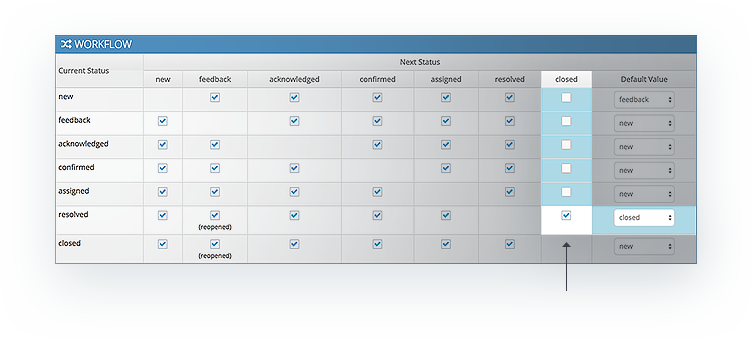 WORKFLOW
Current Status Next Status
new feedback acknowledged confirmed assigned resolved closed Default Value
new feedback
feedback new
acknowledged new
confirmed new
assigned new
resolved closed
(reopened)
closed new
(reopened)